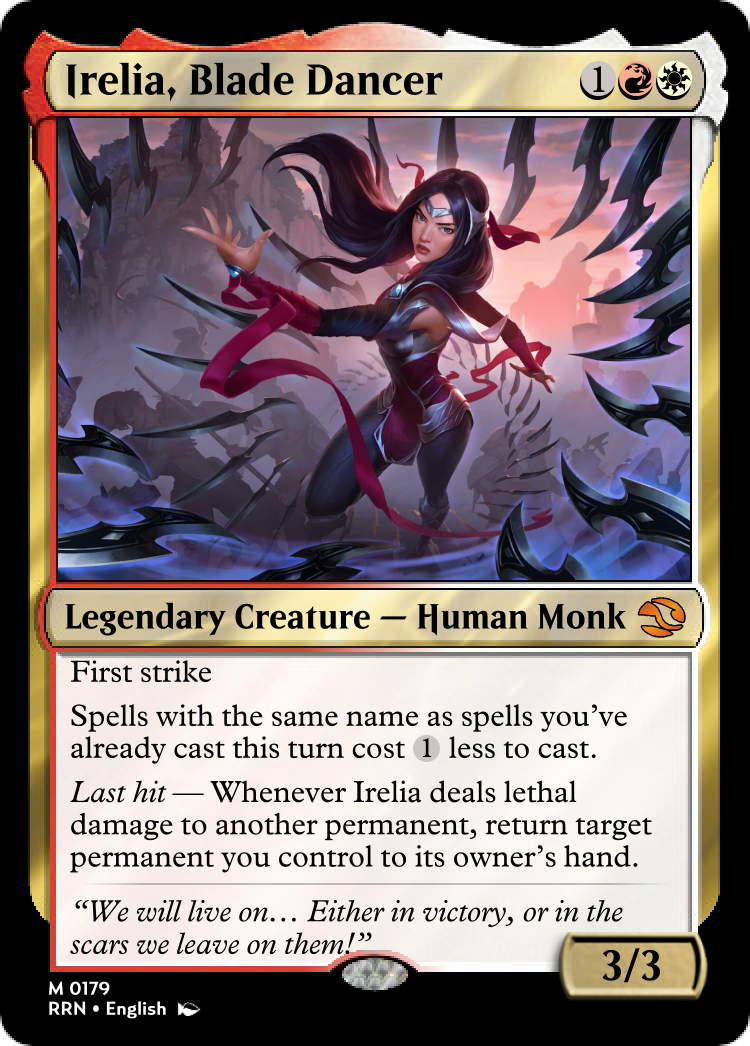 Irelia, Blade Dancer 1
Legendary Creature — Human Monk
First strike
Spells with the same name as spells you've
already cast this turn cost 1 less to cast.
Last hit — Whenever Irelia deals lethal
damage to another permanent, return target
permanent you control to its owner's hand.
"We will live on… Either in victory, or in the
scars we leave on them!"
3/3
M 0179
RRN • English